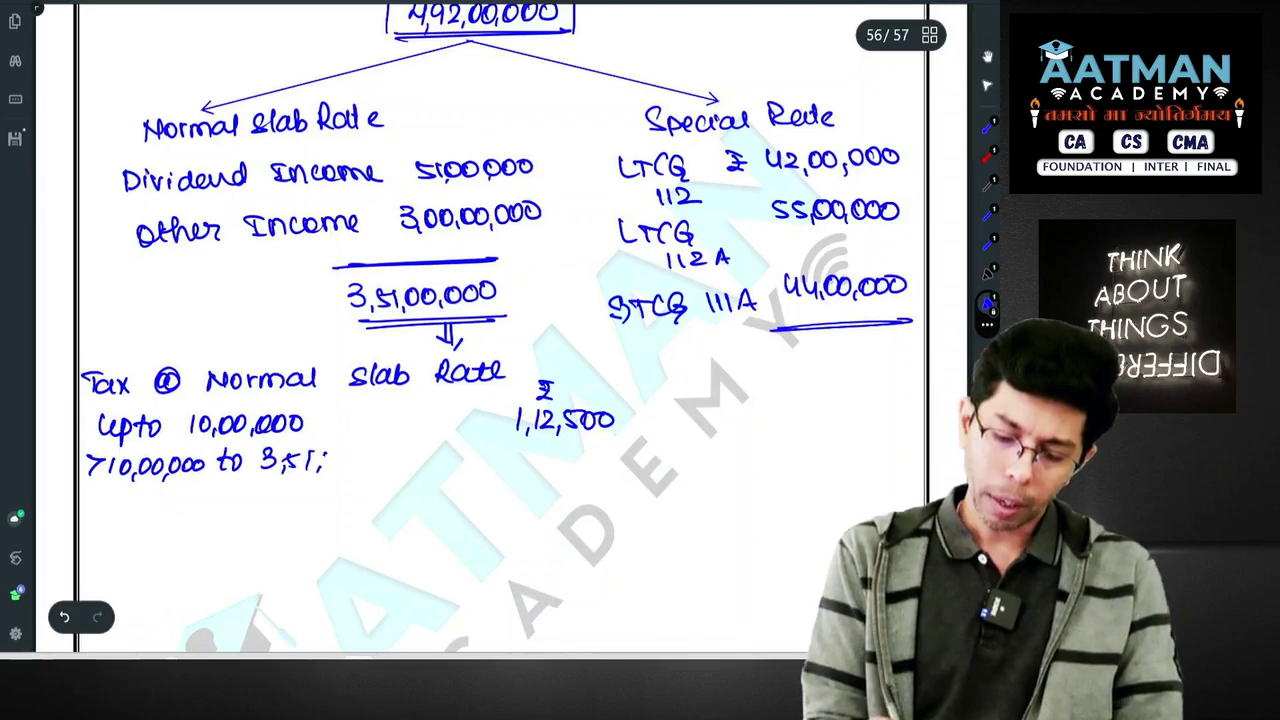 4,92,00,000
56/57
Normal Slab Rate
Special Rate
Dividend Income 51,00,000
LTCG ₹ 42,00,000
112
Other Income 3,00,00,000
55,00,000
LTCG
112A
3,51,00,000
STCG 111A 44,00,000
Tax @ Normal Slab Rate
₹
Upto 10,00,000 1,12,500
>10,00,000 to 3,51,
AATMAN
ACADEMY
AATMAN
ACADEMY
तमसो मा ज्योतिर्गमय
CA CS CMA
FOUNDATION | INTER | FINAL
THINK
ABOUT
THINGS